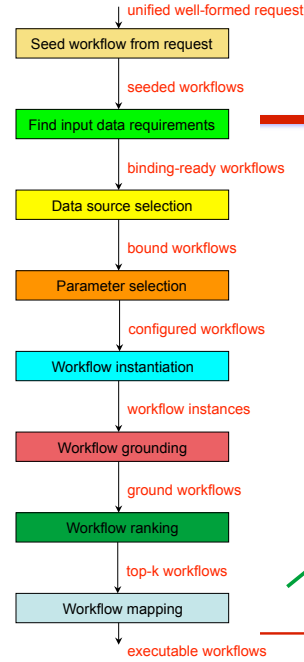 unified well-formed request
Seed workflow from request
seeded workflows
Find input data requirements
binding-ready workflows
Data source selection
bound workflows
Parameter selection
configured workflows
Workflow instantiation
workflow instances
Workflow grounding
ground workflows
Workflow ranking
top-k workflows
Workflow mapping
executable workflows